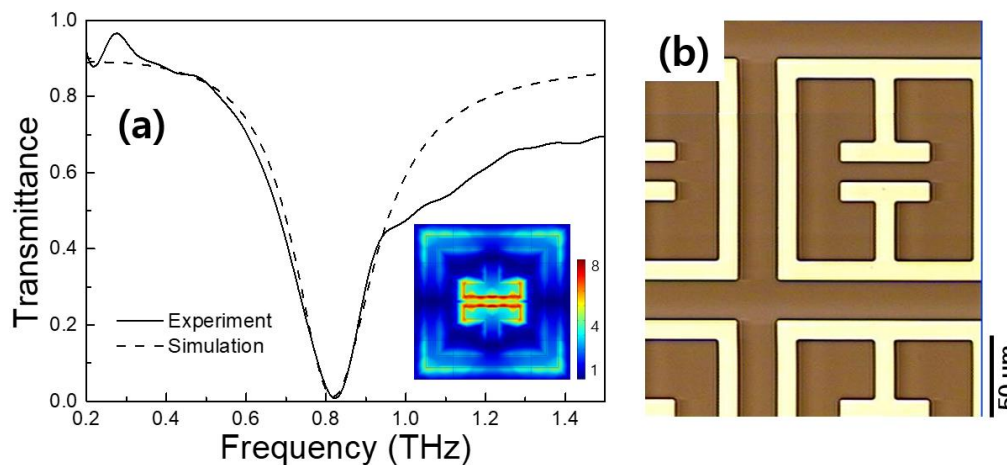 (a)
Transmittance
1.0
0.8
0.6
0.4
0.2
0.0
Experiment
Simulation
8
4
1
0.2 0.4 0.6 0.8 1.0 1.2 1.4
Frequency (THz)
(b)
50 μm